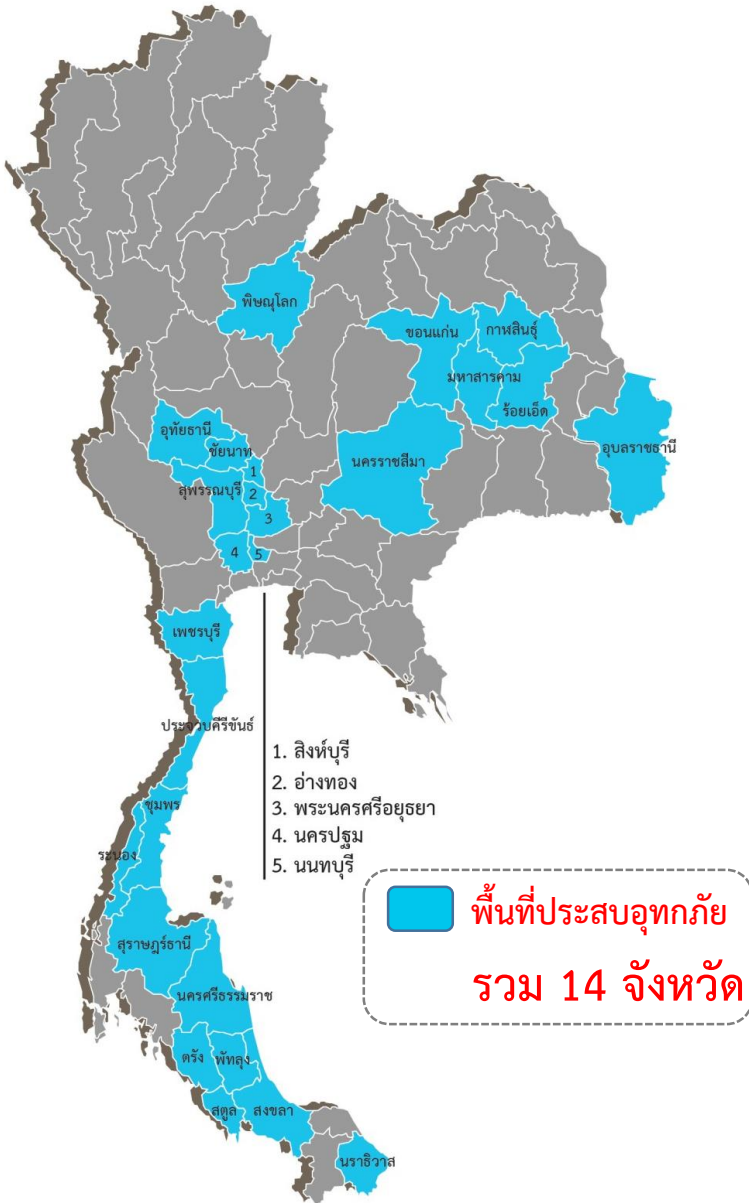 พิษณุโลก
ขอนแก่น
กาฬสินธุ์
มหาสารคาม
ร้อยเอ็ด
อุทัยธานี
ชัยนาท
นครราชสีมา
อุบลราชธานี
สุพรรณบุรี
1
2
3
4
5
เพชรบุรี
ประจวบคีรีขันธ์
1. สิงห์บุรี
2. อ่างทอง
3. พระนครศรีอยุธยา
4. นครปฐม
5. นนทบุรี
ชุมพร
ระนอง
สุราษฎร์ธานี
นครศรีธรรมราช
ตรัง
พัทลุง
สตูล
สงขลา
นราธิวาส
พื้นที่ประสบอุทกภัย
รวม 14 จังหวัด